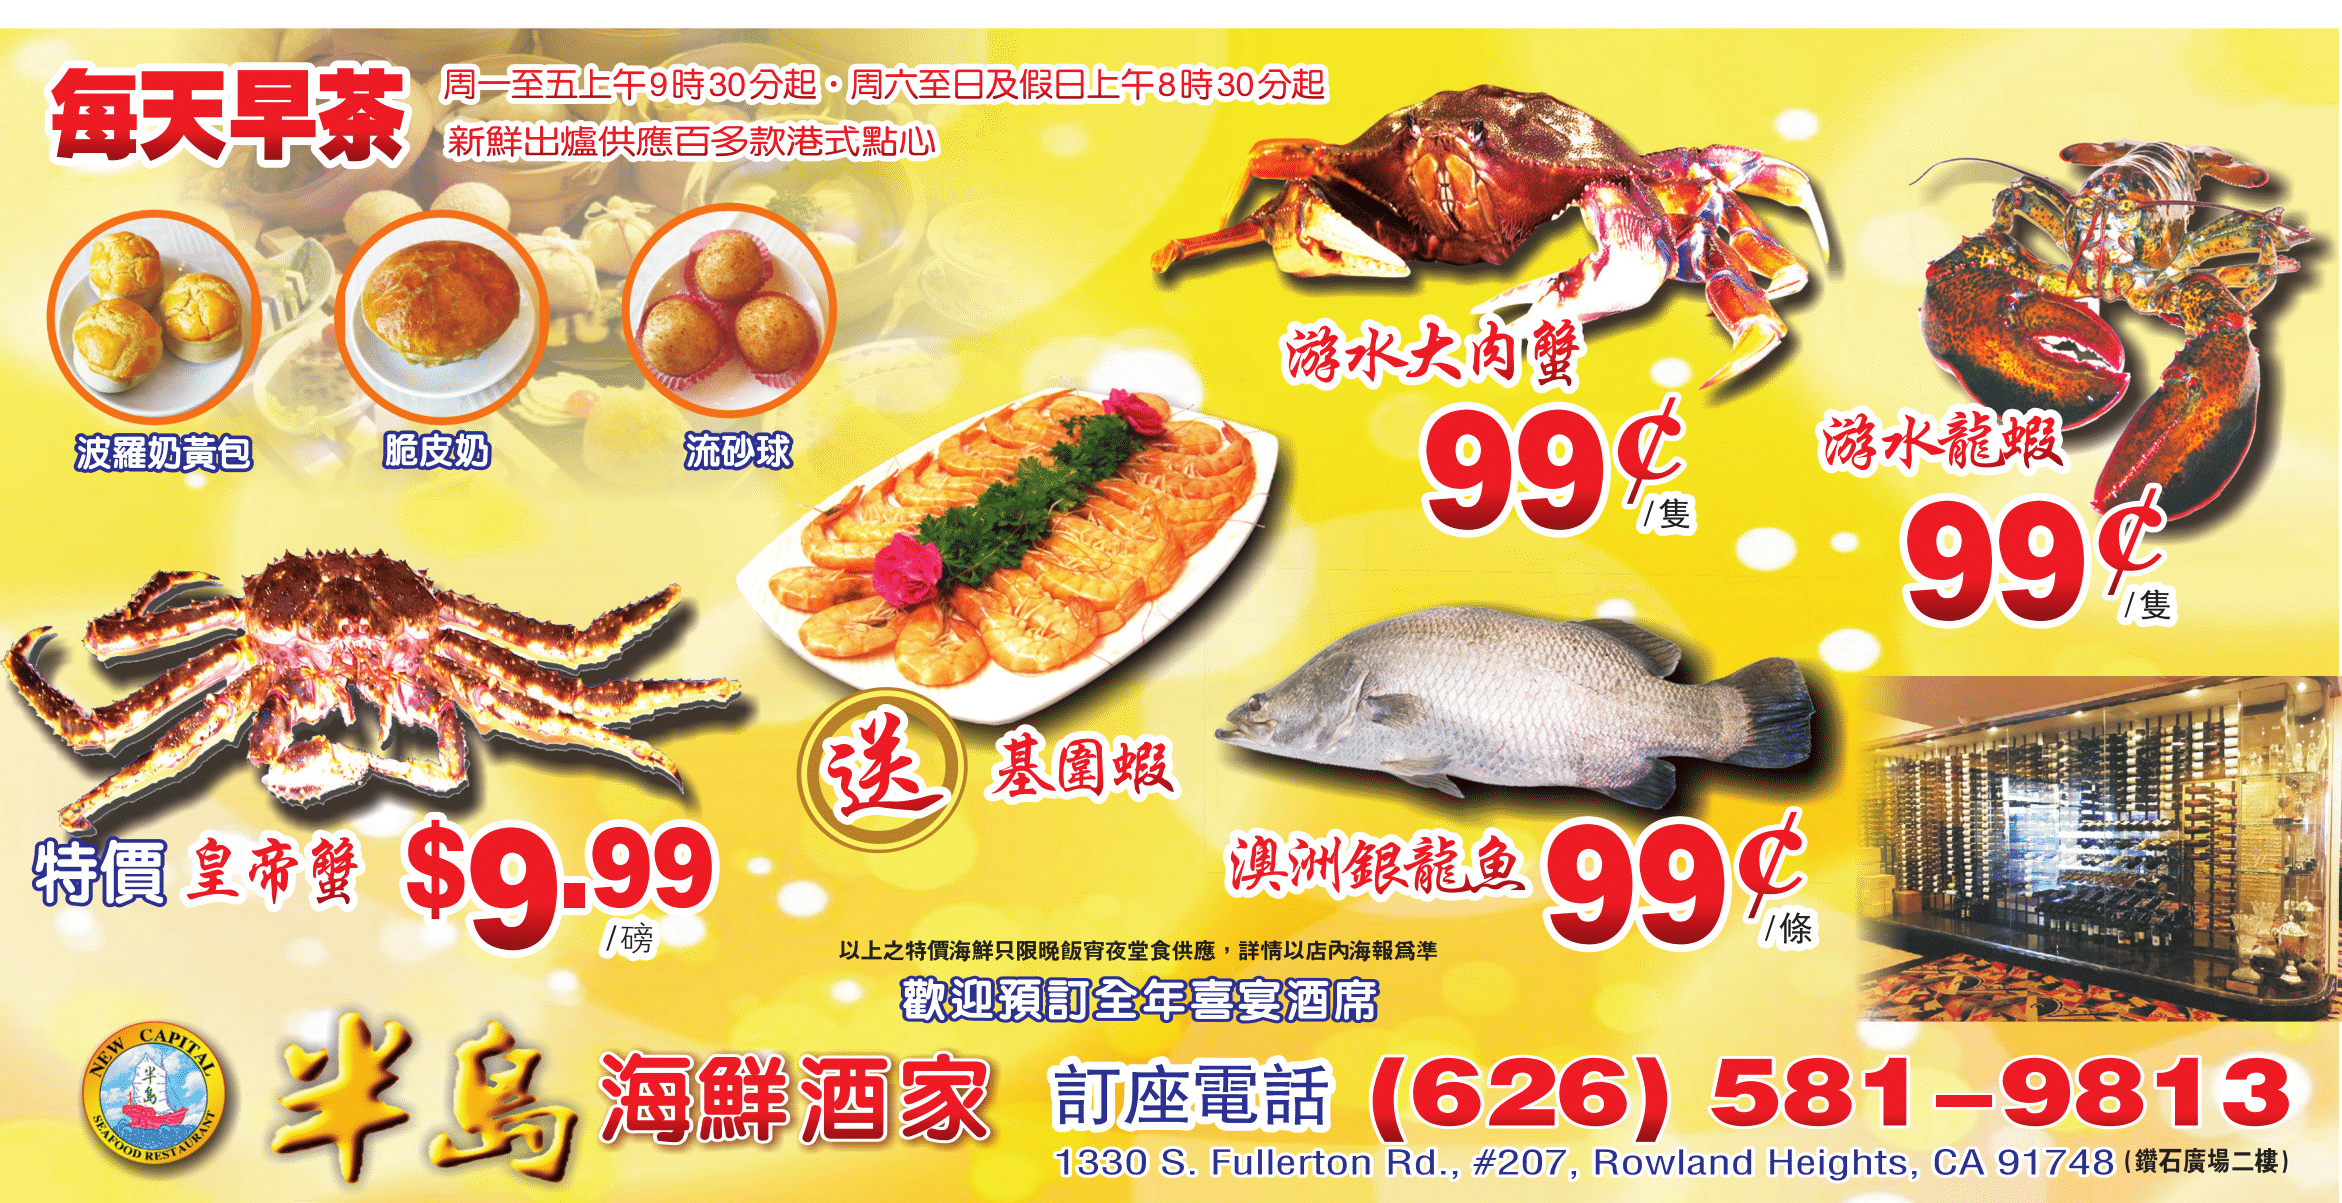 每天早茶
周一至五上午9時30分起·周六至日及假日上午8時30分起
新鮮出爐供應百多款港式點心
波羅奶黃包
脆皮奶
流砂球
游水大肉蟹
99¢/隻
游水龍蝦
99¢/隻
特價 皇帝蟹 $9.99/磅
送 基圍蝦
澳洲銀龍魚 99¢/條
以上之特價海鮮只限晚飯宵夜堂食供應，詳情以店內海報爲準
歡迎預訂全年喜宴酒席
NEW CAPITAL
半島
SEAFOOD RESTAURANT
半島 海鮮酒家
訂座電話 (626) 581-9813
1330 S. Fullerton Rd., #207, Rowland Heights, CA 91748 (鑽石廣場二樓)